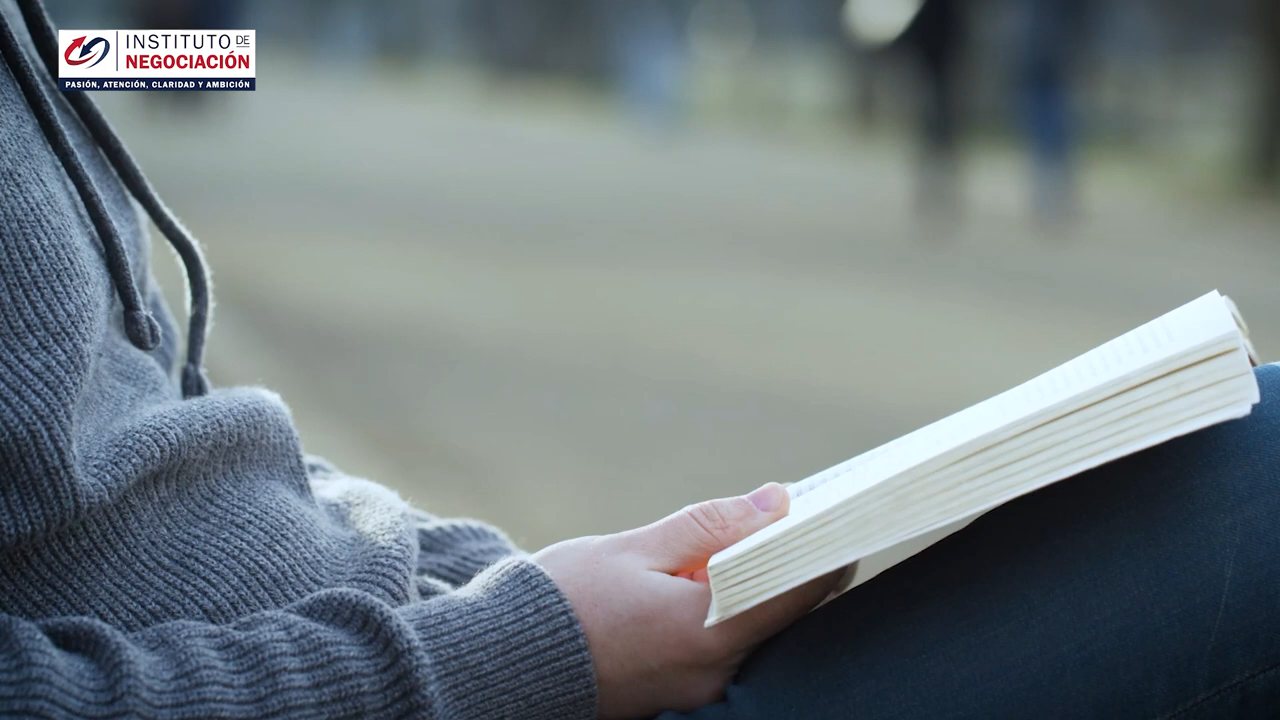 INSTITUTO DE
NEGOCIACIÓN
PASIÓN, ATENCIÓN, CLARIDAD Y AMBICIÓN